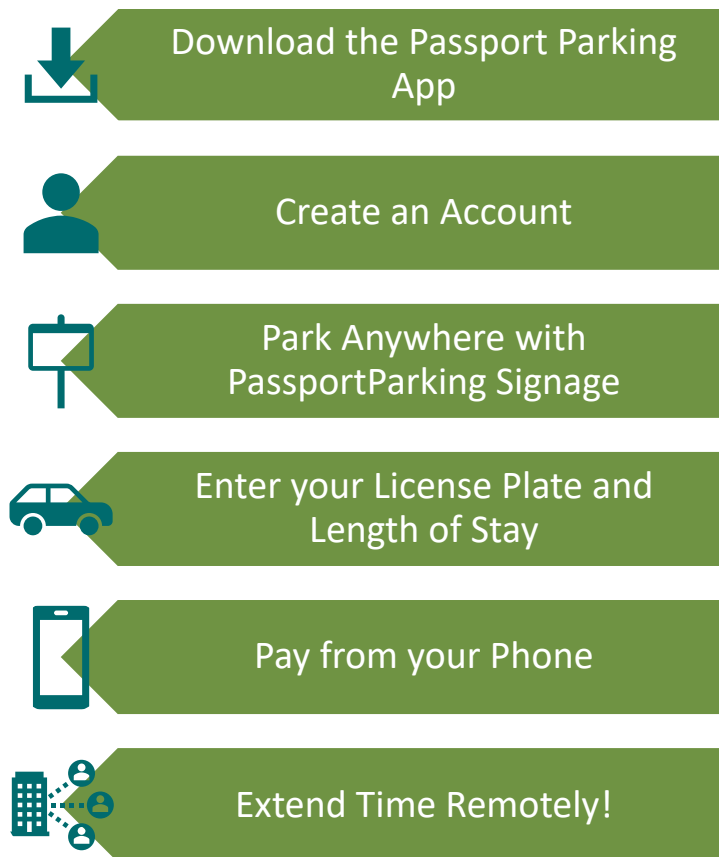 Download the Passport Parking
App
Create an Account
Park Anywhere with
PassportParking Signage
Enter your License Plate and
Length of Stay
Pay from your Phone
Extend Time Remotely!